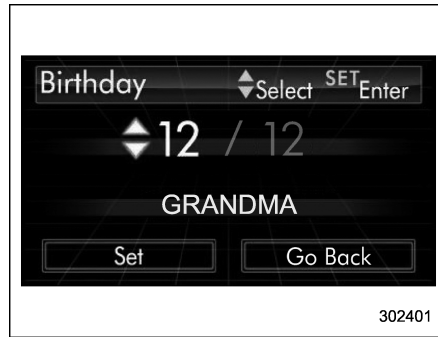 Birthday Select SET Enter
12 / 12
GRANDMA
Set Go Back
302401